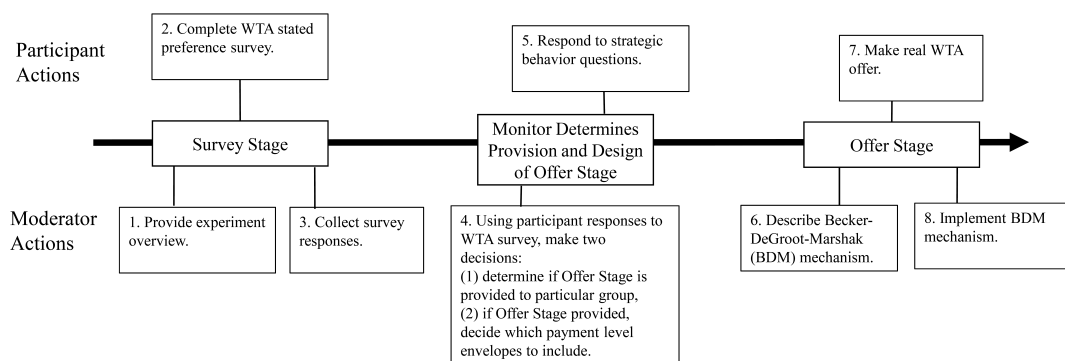 Participant
Actions
2. Complete WTA stated
preference survey.
5. Respond to strategic
behavior questions.
7. Make real WTA
offer.
Survey Stage
Monitor Determines
Provision and Design
of Offer Stage
Offer Stage
Moderator
Actions
1. Provide experiment
overview.
3. Collect survey
responses.
4. Using participant responses to
WTA survey, make two
decisions:
(1) determine if Offer Stage is
provided to particular group,
(2) if Offer Stage provided,
decide which payment level
envelopes to include.
6. Describe Becker-
DeGroot-Marshak
(BDM) mechanism.
8. Implement BDM
mechanism.